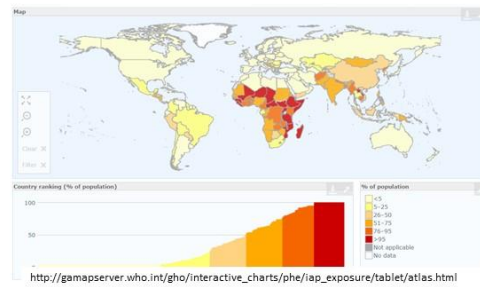 Map
Clear ✕
Filter ✕
Country ranking (% of population)
100
50
% of population
<5
5-25
26-50
51-75
76-95
>95
Not applicable
No data
http://gamapserver.who.int/gho/interactive_charts/phe/iap_exposure/tablet/atlas.html